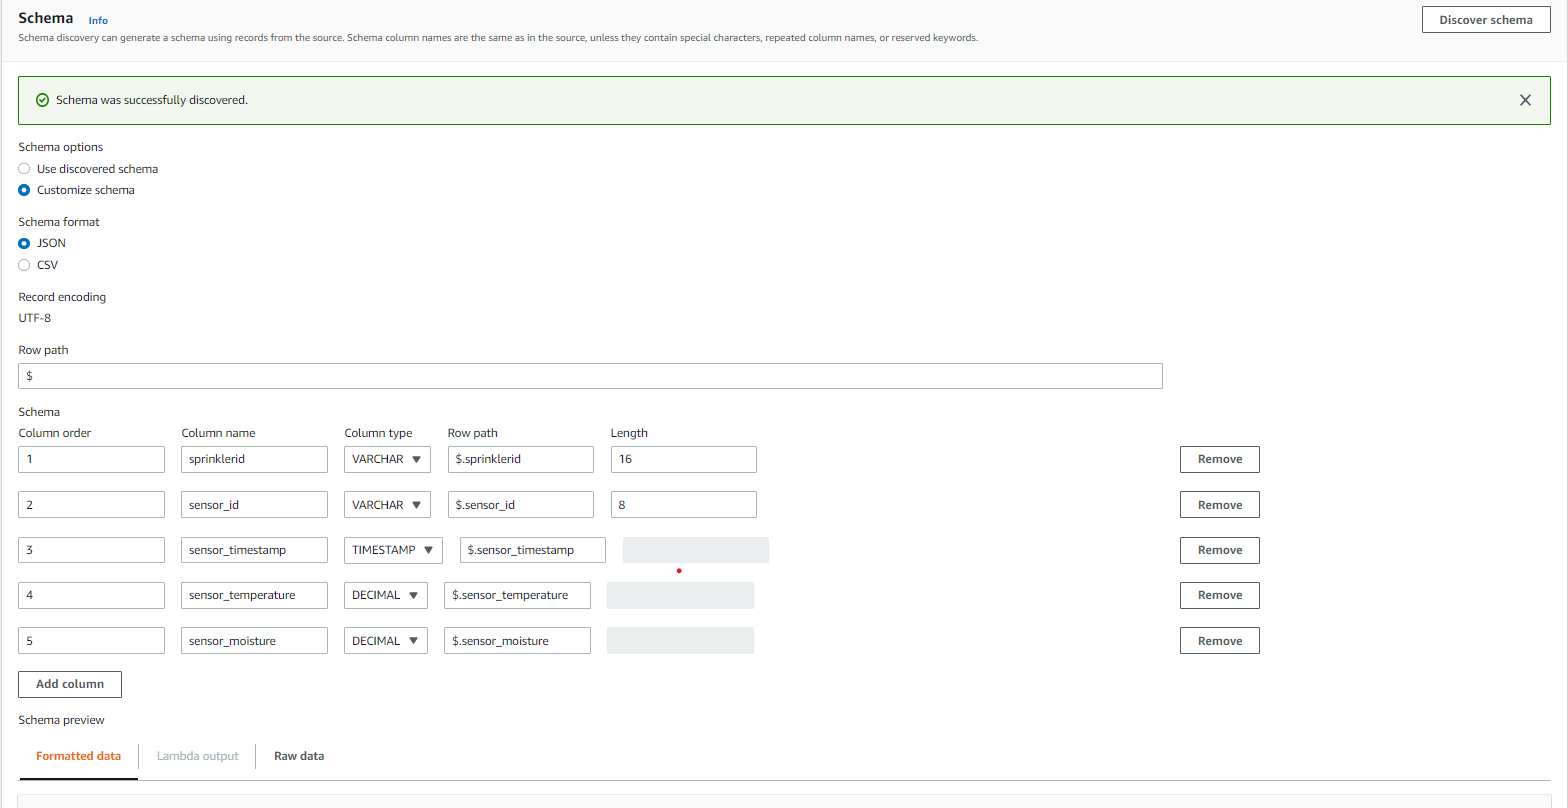 Schema Info
Discover schema
Schema discovery can generate a schema using records from the source. Schema column names are the same as in the source, unless they contain special characters, repeated column names, or reserved keywords.
Schema was successfully discovered.
Schema options
Use discovered schema
Customize schema
Schema format
JSON
CSV
Record encoding
UTF-8
Row path
$
Schema
Column order Column name Column type Row path Length
1 sprinklerid VARCHAR $.sprinklerid 16 Remove
2 sensor_id VARCHAR $.sensor_id 8 Remove
3 sensor_timestamp TIMESTAMP $.sensor_timestamp Remove
4 sensor_temperature DECIMAL $.sensor_temperature Remove
5 sensor_moisture DECIMAL $.sensor_moisture Remove
Add column
Schema preview
Formatted data Lambda output Raw data